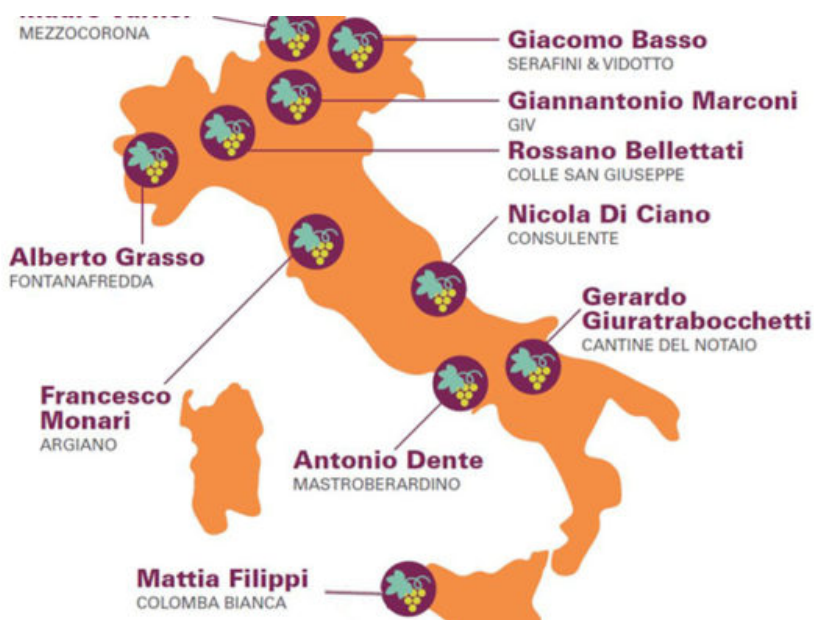 MEZZOCORONA
Giacomo Basso
SERAFINI & VIDOTTO
Giannantonio Marconi
GIV
Rossano Bellettati
COLLE SAN GIUSEPPE
Nicola Di Ciano
CONSULENTE
Alberto Grasso
FONTANAFREDDA
Gerardo
Giuratrabocchetti
CANTINE DEL NOTAIO
Francesco
Monari
ARGIANO
Antonio Dente
MASTROBERARDINO
Mattia Filippi
COLOMBA BIANCA